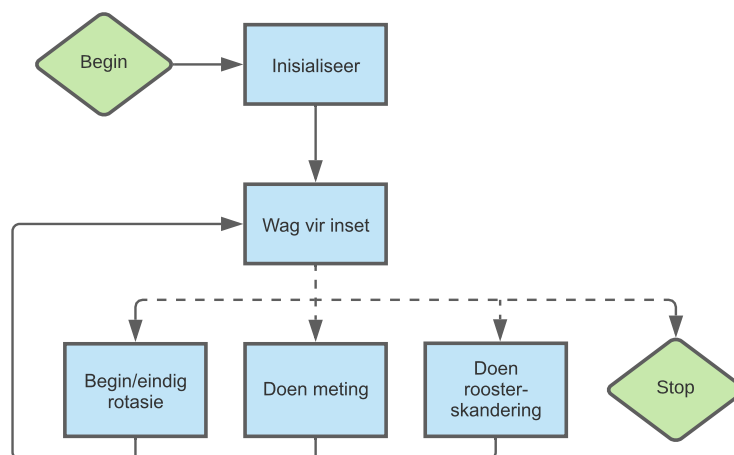 Begin
Inisialiseer
Wag vir inset
Begin/eindig
rotasie
Doen meting
Doen
rooster-
skandering
Stop